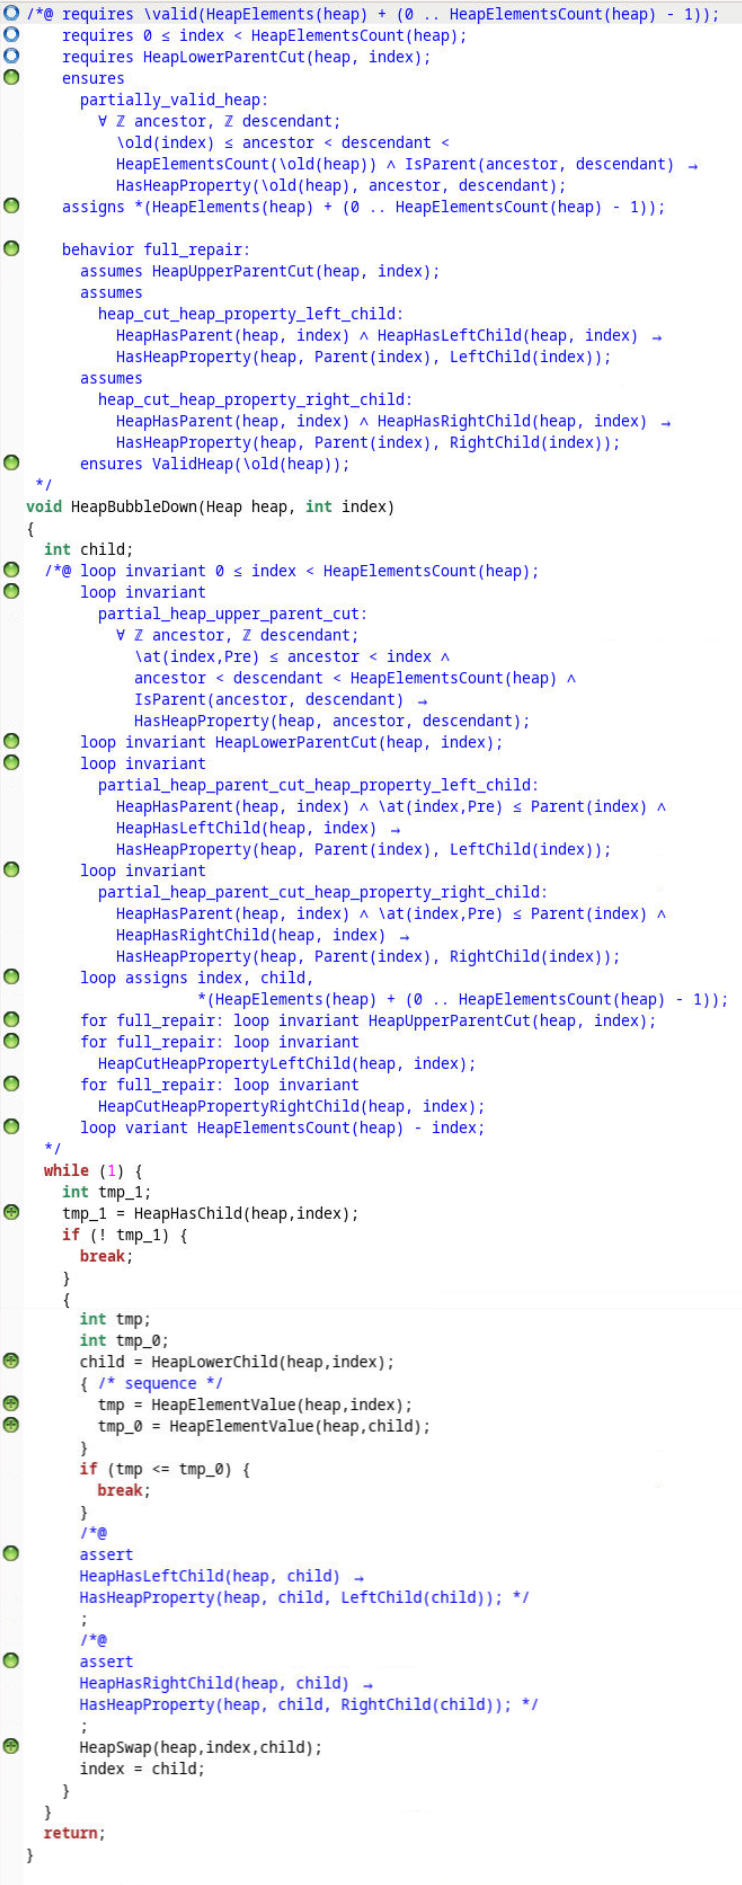 /*@ requires \valid(HeapElements(heap) + (0 .. HeapElementsCount(heap) - 1));
requires 0 ≤ index < HeapElementsCount(heap);
requires HeapLowerParentCut(heap, index);
ensures
partially_valid_heap:
∀ ℤ ancestor, ℤ descendant;
\old(index) ≤ ancestor < descendant <
HeapElementsCount(\old(heap)) ∧ IsParent(ancestor, descendant) →
HasHeapProperty(\old(heap), ancestor, descendant);
assigns *(HeapElements(heap) + (0 .. HeapElementsCount(heap) - 1));
behavior full_repair:
assumes HeapUpperParentCut(heap, index);
assumes
heap_cut_heap_property_left_child:
HeapHasParent(heap, index) ∧ HeapHasLeftChild(heap, index) →
HasHeapProperty(heap, Parent(index), LeftChild(index));
assumes
heap_cut_heap_property_right_child:
HeapHasParent(heap, index) ∧ HeapHasRightChild(heap, index) →
HasHeapProperty(heap, Parent(index), RightChild(index));
ensures ValidHeap(\old(heap));
*/
void HeapBubbleDown(Heap heap, int index)
{
int child;
/*@ loop invariant 0 ≤ index < HeapElementsCount(heap);
loop invariant
partial_heap_upper_parent_cut:
∀ ℤ ancestor, ℤ descendant;
\at(index,Pre) ≤ ancestor < index ∧
ancestor < descendant < HeapElementsCount(heap) ∧
IsParent(ancestor, descendant) →
HasHeapProperty(heap, ancestor, descendant);
loop invariant HeapLowerParentCut(heap, index);
loop invariant
partial_heap_parent_cut_heap_property_left_child:
HeapHasParent(heap, index) ∧ \at(index,Pre) ≤ Parent(index) ∧
HeapHasLeftChild(heap, index) →
HasHeapProperty(heap, Parent(index), LeftChild(index));
loop invariant
partial_heap_parent_cut_heap_property_right_child:
HeapHasParent(heap, index) ∧ \at(index,Pre) ≤ Parent(index) ∧
HeapHasRightChild(heap, index) →
HasHeapProperty(heap, Parent(index), RightChild(index));
loop assigns index, child,
*(HeapElements(heap) + (0 .. HeapElementsCount(heap) - 1));
for full_repair: loop invariant HeapUpperParentCut(heap, index);
for full_repair: loop invariant
HeapCutHeapPropertyLeftChild(heap, index);
for full_repair: loop invariant
HeapCutHeapPropertyRightChild(heap, index);
loop variant HeapElementsCount(heap) - index;
*/
while (1) {
int tmp_1;
tmp_1 = HeapHasChild(heap,index);
if (! tmp_1) {
break;
}
{
int tmp;
int tmp_0;
child = HeapLowerChild(heap,index);
{ /* sequence */
tmp = HeapElementValue(heap,index);
tmp_0 = HeapElementValue(heap,child);
}
if (tmp <= tmp_0) {
break;
}
/*@
assert
HeapHasLeftChild(heap, child) →
HasHeapProperty(heap, child, LeftChild(child)); */
;
/*@
assert
HeapHasRightChild(heap, child) →
HasHeapProperty(heap, child, RightChild(child)); */
;
HeapSwap(heap,index,child);
index = child;
}
}
return;
}